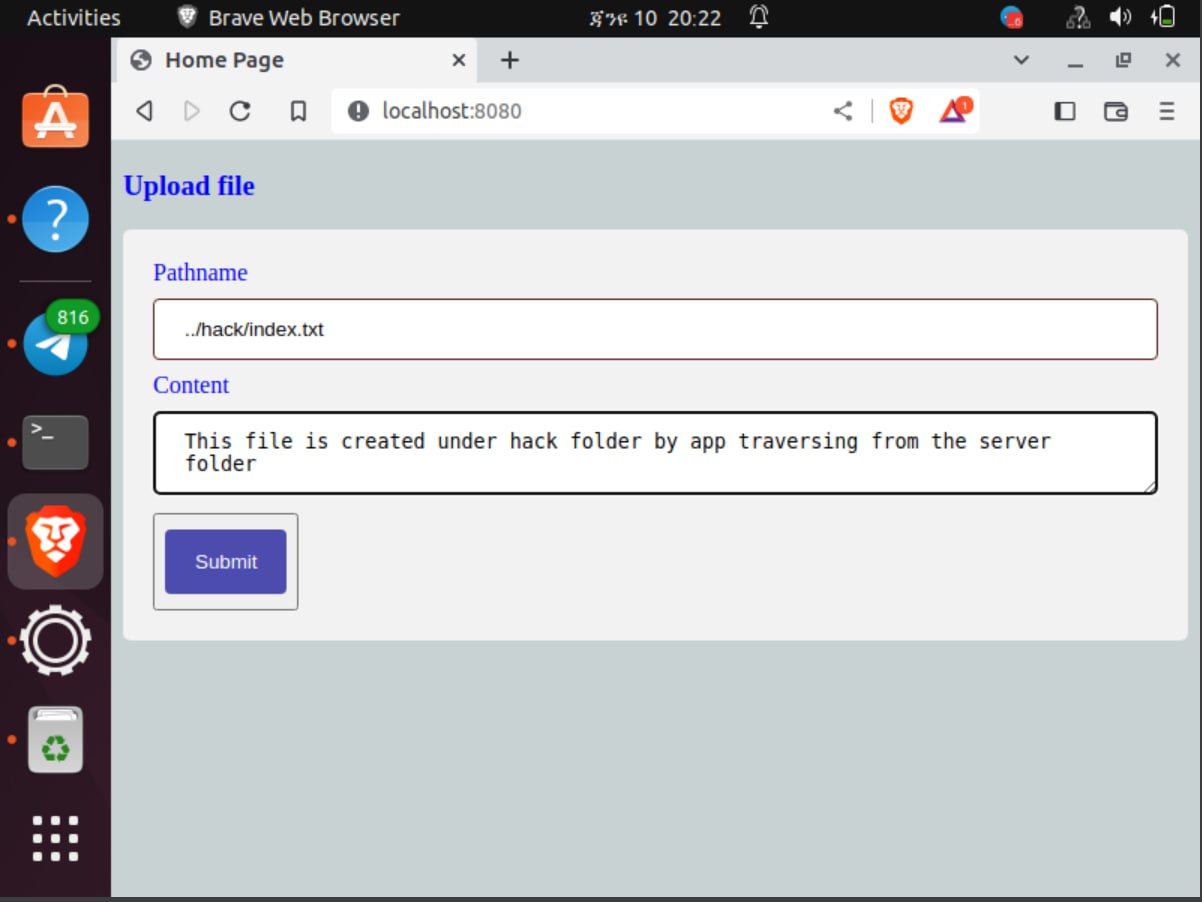 Activities
Brave Web Browser
ጃንዩ 10 20:22
Home Page
localhost:8080
1
816
>_
Upload file
Pathname
../hack/index.txt
Content
This file is created under hack folder by app traversing from the server
folder
Submit